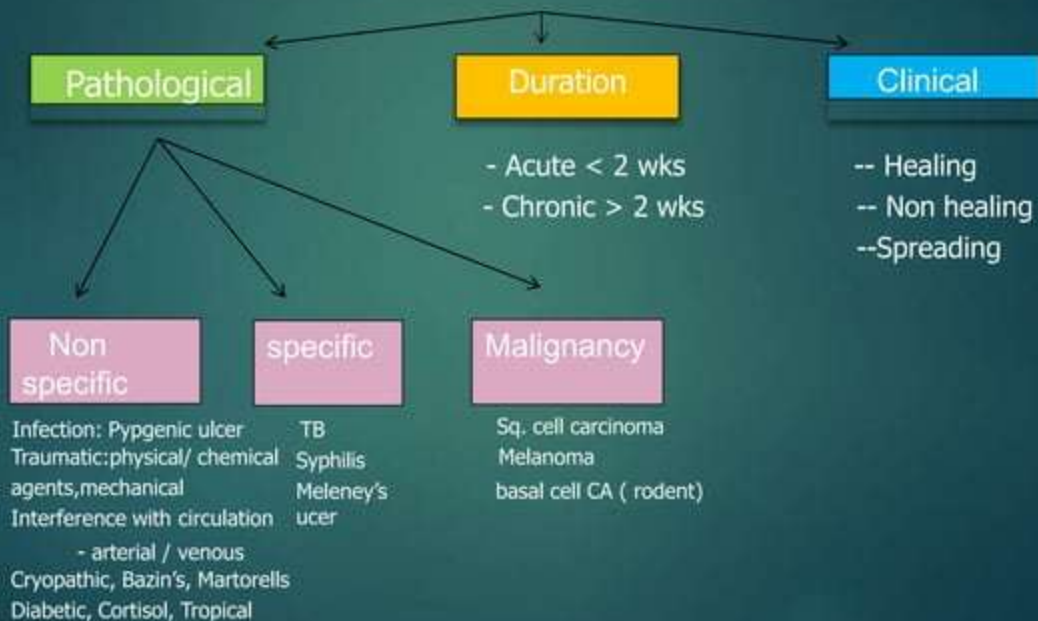 Pathological
Duration
Clinical
- Acute < 2 wks
- Chronic > 2 wks
-- Healing
-- Non healing
--Spreading
Non
specific
specific
Malignancy
Infection: Pypgenic ulcer
Traumatic:physical/ chemical
agents,mechanical
Interference with circulation
- arterial / venous
Cryopathic, Bazin's, Martorells
Diabetic, Cortisol, Tropical
TB
Syphilis
Meleney's
ucer
Sq. cell carcinoma
Melanoma
basal cell CA ( rodent)